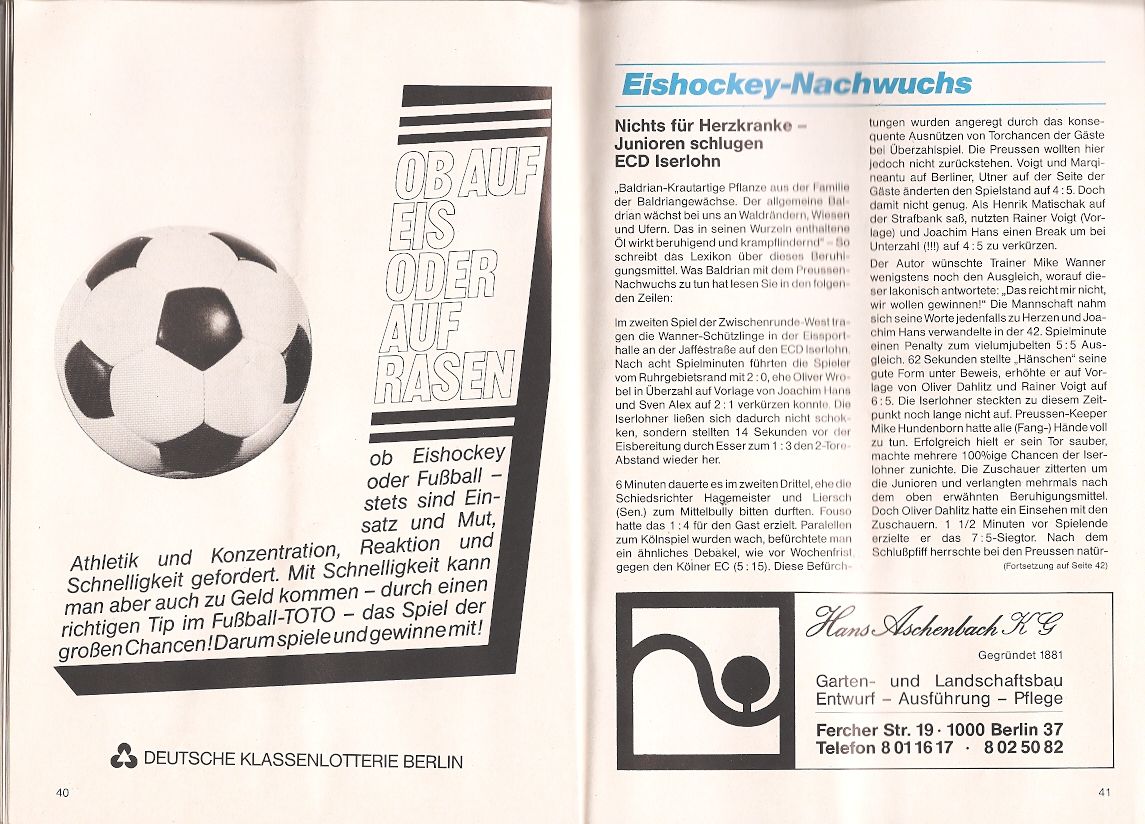 OB AUF
EIS
ODER
AUF
RASEN
ob Eishockey
oder Fußball –
stets sind Ein-
satz und Mut,
Athletik und Konzentration, Reaktion und
Schnelligkeit gefordert. Mit Schnelligkeit kann
man aber auch zu Geld kommen – durch einen
richtigen Tip im Fußball-TOTO – das Spiel der
großen Chancen! Darum spiele und gewinne mit!
DEUTSCHE KLASSENLOTTERIE BERLIN
40
Eishockey-Nachwuchs
Nichts für Herzkranke –
Junioren schlugen
ECD Iserlohn
„Baldrian-Krautartige Pflanze aus der Familie
der Baldriangewächse. Der allgemeine Bal-
drian wächst bei uns an Waldrändern, Wiesen
und Ufern. Das in seinen Wurzeln enthaltene
Öl wirkt beruhigend und krampflindernd“ – So
schreibt das Lexikon über dieses Beruhi-
gungsmittel. Was Baldrian mit dem Preussen-
Nachwuchs zu tun hat lesen Sie in den folgen-
den Zeilen:
Im zweiten Spiel der Zwischenrunde-West tra-
gen die Wanner-Schützlinge in der Eissport-
halle an der Jafféstraße auf den ECD Iserlohn.
Nach acht Spielminuten führten die Spieler
vom Ruhrgebietsrand mit 2 : 0, ehe Oliver Wro-
bel in Überzahl auf Vorlage von Joachim Hans
und Sven Alex auf 2 : 1 verkürzen konnte. Die
Iserlohner ließen sich dadurch nicht schok-
ken, sondern stellten 14 Sekunden vor der
Eisbereitung durch Esser zum 1 : 3 den 2-Tore-
Abstand wieder her.
6 Minuten dauerte es im zweiten Drittel, ehe die
Schiedsrichter Hagemeister und Liersch
(Sen.) zum Mittelbully bitten durften. Fouso
hatte das 1 : 4 für den Gast erzielt. Paralellen
zum Kölnspiel wurden wach, befürchtete man
ein ähnliches Debakel, wie vor Wochenfrist
gegen den Kölner EC (5 : 15). Diese Befürch-
tungen wurden angeregt durch das konse-
quente Ausnützen von Torchancen der Gäste
bei Überzahlspiel. Die Preussen wollten hier
jedoch nicht zurückstehen. Voigt und Marqi-
neantu auf Berliner, Utner auf der Seite der
Gäste änderten den Spielstand auf 4 : 5. Doch
damit nicht genug. Als Henrik Matischak auf
der Strafbank saß, nutzten Rainer Voigt (Vor-
lage) und Joachim Hans einen Break um bei
Unterzahl (!!!) auf 4 : 5 zu verkürzen.
Der Autor wünschte Trainer Mike Wanner
wenigstens noch den Ausgleich, worauf die-
ser lakonisch antwortete: „Das reicht mir nicht,
wir wollen gewinnen!“ Die Mannschaft nahm
sich seine Worte jedenfalls zu Herzen und Joa-
chim Hans verwandelte in der 42. Spielminute
einen Penalty zum vielumjubelten 5 : 5 Aus-
gleich. 62 Sekunden stellte „Hänschen“ seine
gute Form unter Beweis, erhöhte er auf Vor-
lage von Oliver Dahlitz und Rainer Voigt auf
6 : 5. Die Iserlohner steckten zu diesem Zeit-
punkt noch lange nicht auf. Preussen-Keeper
Mike Hundenborn hatte alle (Fang-) Hände voll
zu tun. Erfolgreich hielt er sein Tor sauber,
machte mehrere 100%ige Chancen der Iser-
lohner zunichte. Die Zuschauer zitterten um
die Junioren und verlangten mehrmals nach
dem oben erwähnten Beruhigungsmittel.
Doch Oliver Dahlitz hatte ein Einsehen mit den
Zuschauern. 1 1/2 Minuten vor Spielende
erzielte er das 7 : 5-Siegtor. Nach dem
Schlußpfiff herrschte bei den Preussen natür-
(Fortsetzung auf Seite 42)
Hans Aschenbach KG
Gegründet 1881
Garten- und Landschaftsbau
Entwurf – Ausführung – Pflege
Fercher Str. 19 · 1000 Berlin 37
Telefon 8 01 16 17 · 8 02 50 82
41